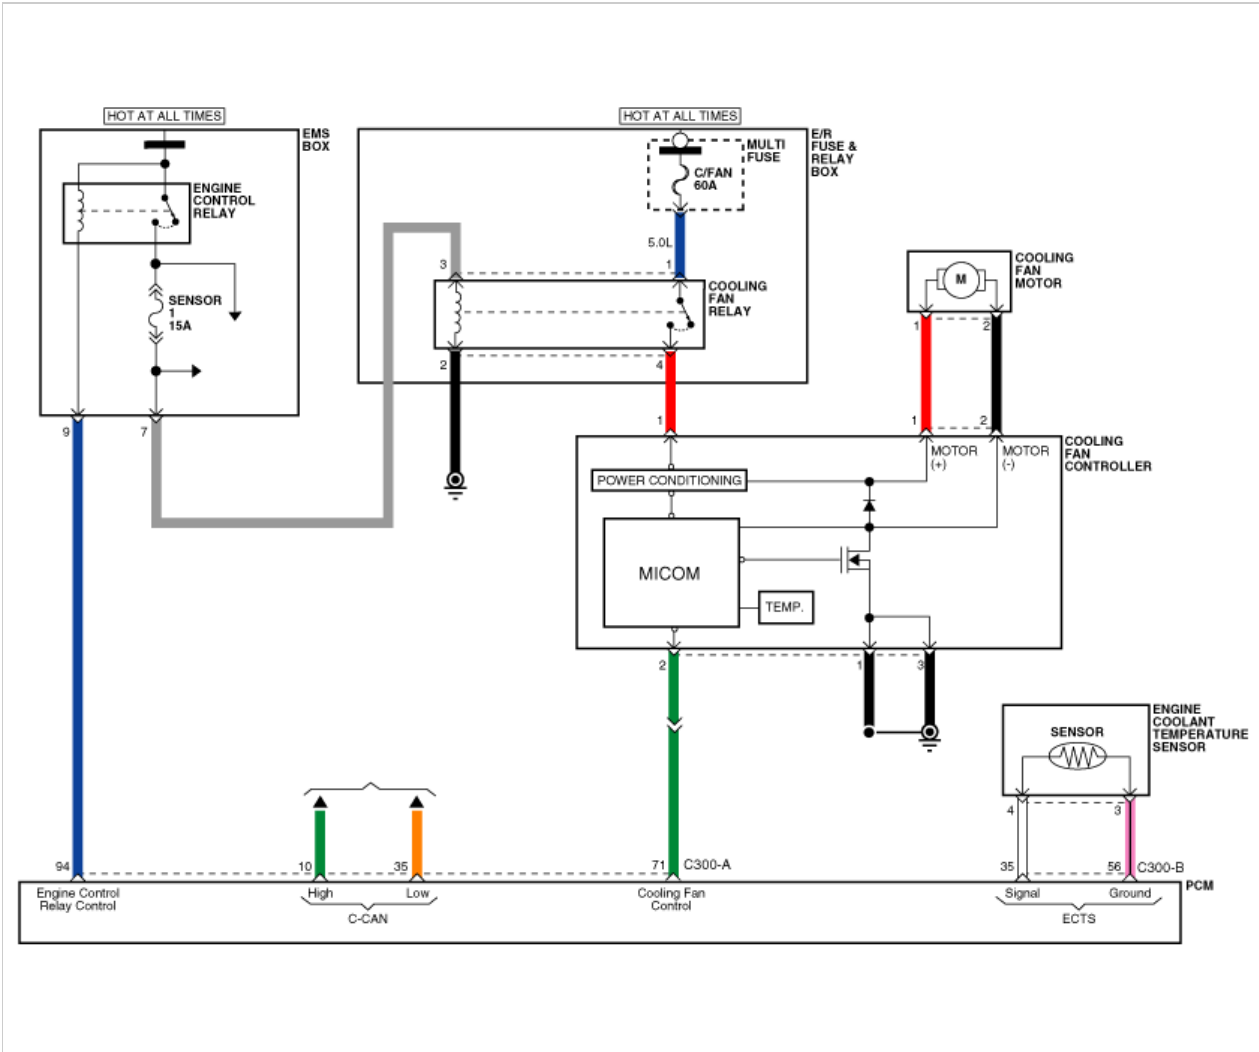 HOT AT ALL TIMES
HOT AT ALL TIMES
EMS
BOX
E/R
FUSE &
RELAY
BOX
MULTI
FUSE
C/FAN
60A
ENGINE
CONTROL
RELAY
5.0L
3
1
COOLING
FAN
RELAY
COOLING
FAN
MOTOR
M
SENSOR
1
15A
1
2
2
4
9
7
1
1
2
MOTOR
(+)
MOTOR
(-)
COOLING
FAN
CONTROLLER
POWER CONDITIONING
MICOM
TEMP.
2
1
3
ENGINE
COOLANT
TEMPERATURE
SENSOR
SENSOR
4
3
94
10
35
71
C300-A
35
56
C300-B
PCM
Engine Control
Relay Control
High
Low
C-CAN
Cooling Fan
Control
Signal
Ground
ECTS